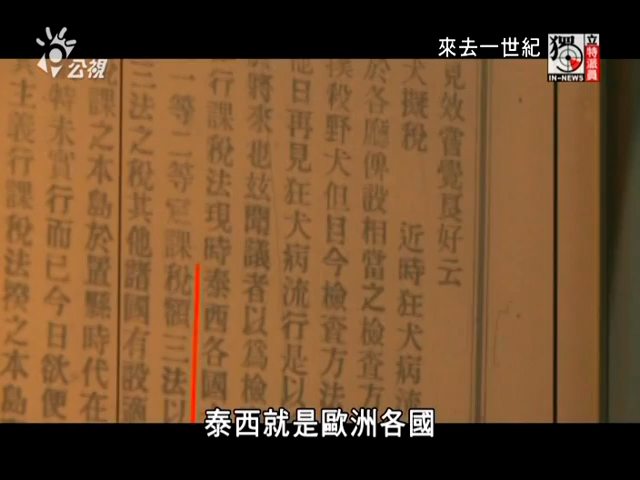 公視
來去一世紀
獨
立特派員
IN-NEWS
見效嘗覺良好云
犬擬稅 近時狂犬病流
於各廳俾設相當之檢查方
撲殺野犬但目今檢查方法
他日再見狂犬病流行足以
將來也玆聞議者以爲檢
行課稅法現時泰西各國
一等二等 課稅額三法以
三法之稅其他諸國有設適
課之本島於置縣時代在
特未實行而已今日欲便
主義行課稅法揆之本島
泰西就是歐洲各國